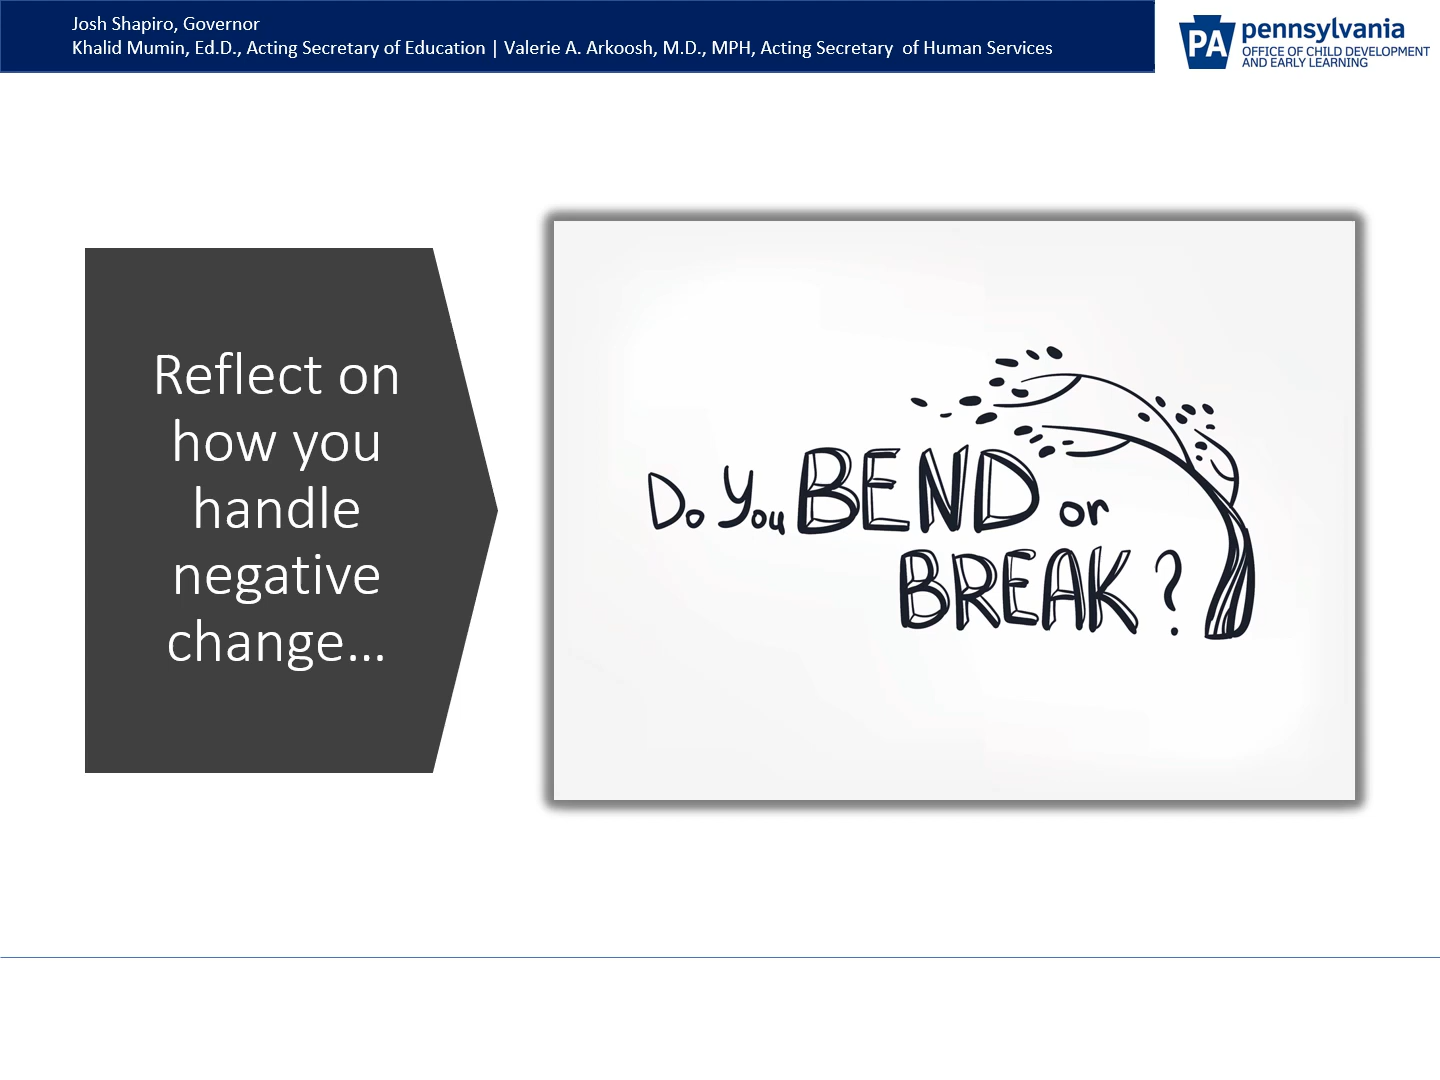 Josh Shapiro, Governor
Khalid Mumin, Ed.D., Acting Secretary of Education | Valerie A. Arkoosh, M.D., MPH, Acting Secretary  of Human Services
PA pennsylvania
OFFICE OF CHILD DEVELOPMENT
AND EARLY LEARNING
Reflect on
how you
handle
negative
change…
Do You BEND or
BREAK?